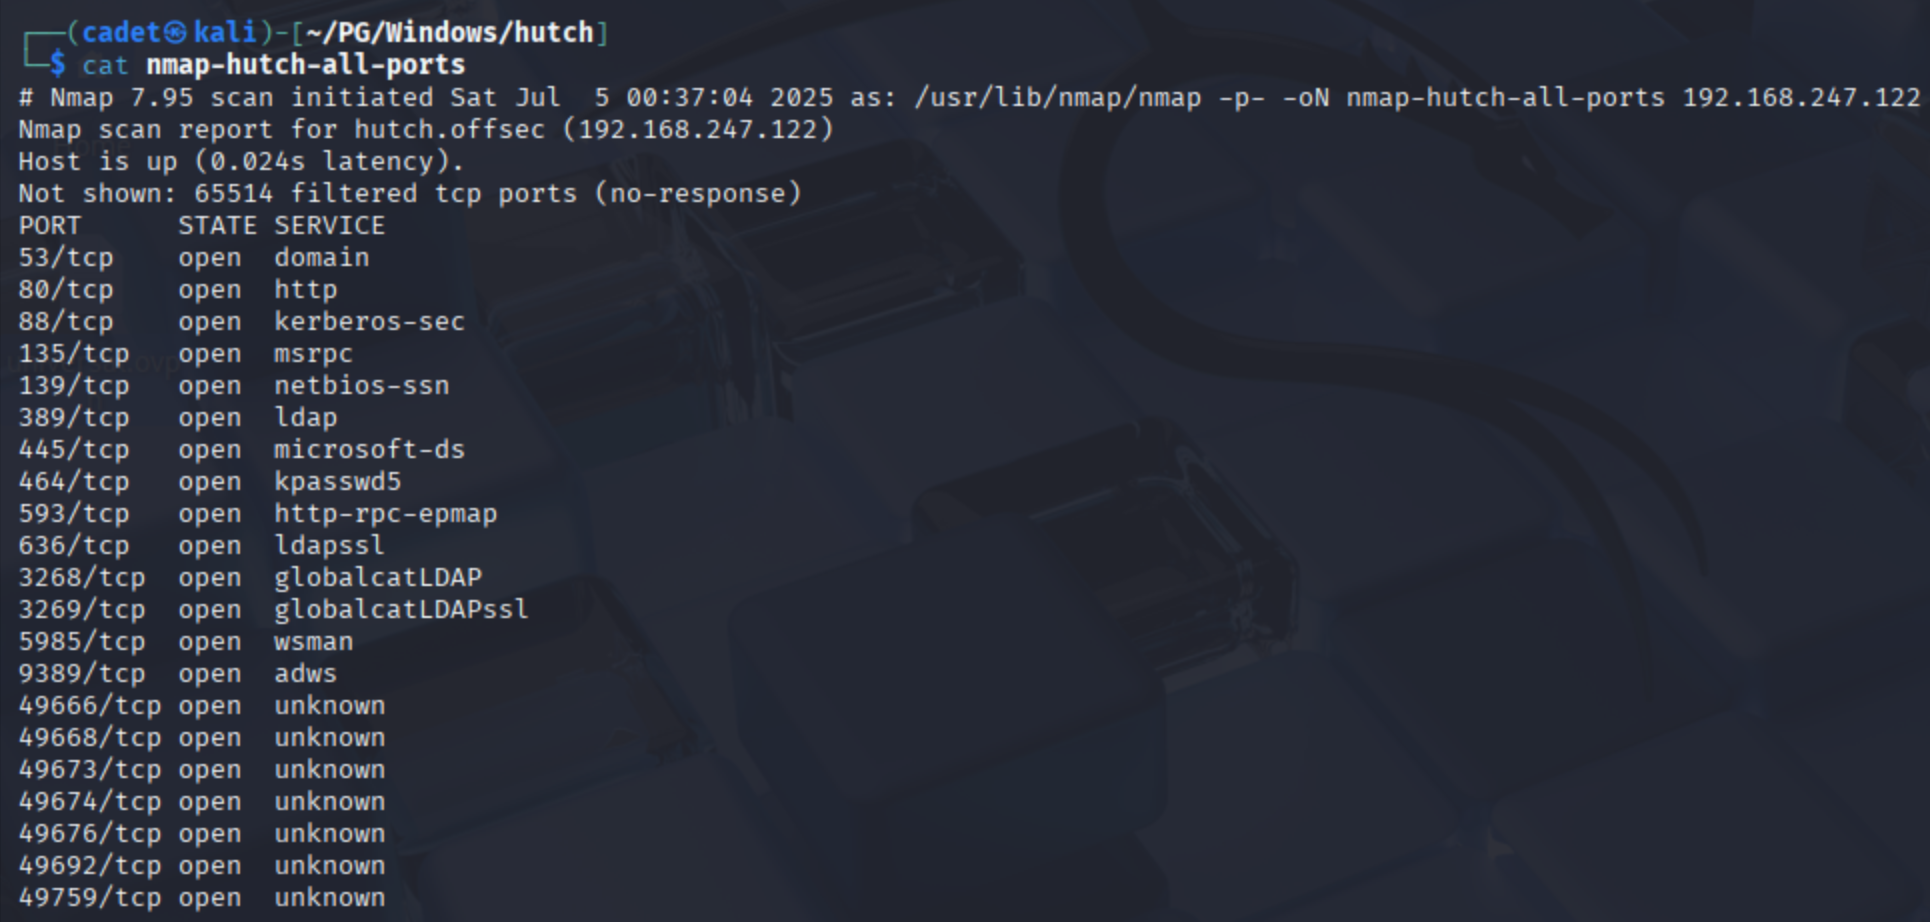 ┌──(cadet㉿kali)-[~/PG/Windows/hutch]
└─$ cat nmap-hutch-all-ports
# Nmap 7.95 scan initiated Sat Jul  5 00:37:04 2025 as: /usr/lib/nmap/nmap -p- -oN nmap-hutch-all-ports 192.168.247.122
Nmap scan report for hutch.offsec (192.168.247.122)
Host is up (0.024s latency).
Not shown: 65514 filtered tcp ports (no-response)
PORT      STATE SERVICE
53/tcp    open  domain
80/tcp    open  http
88/tcp    open  kerberos-sec
135/tcp   open  msrpc
139/tcp   open  netbios-ssn
389/tcp   open  ldap
445/tcp   open  microsoft-ds
464/tcp   open  kpasswd5
593/tcp   open  http-rpc-epmap
636/tcp   open  ldapssl
3268/tcp  open  globalcatLDAP
3269/tcp  open  globalcatLDAPssl
5985/tcp  open  wsman
9389/tcp  open  adws
49666/tcp open  unknown
49668/tcp open  unknown
49673/tcp open  unknown
49674/tcp open  unknown
49676/tcp open  unknown
49692/tcp open  unknown
49759/tcp open  unknown
Home